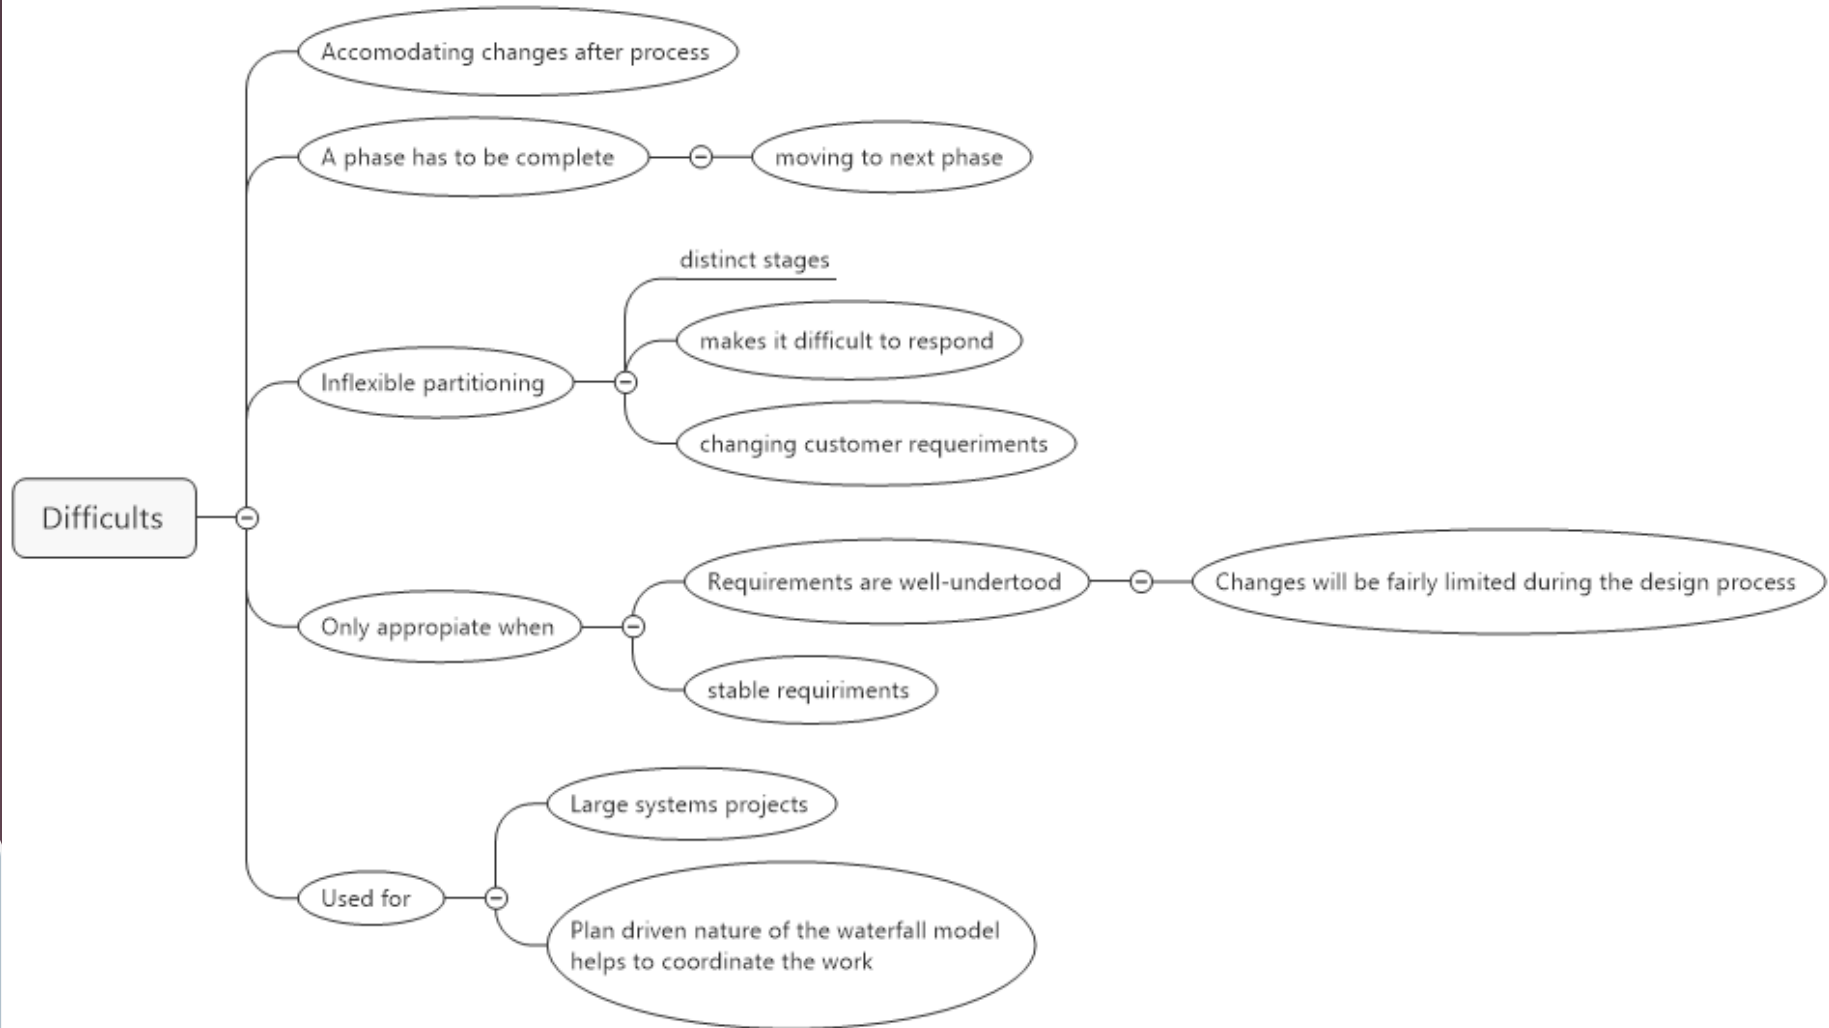 Accomodating changes after process
A phase has to be complete
moving to next phase
distinct stages
makes it difficult to respond
Inflexible partitioning
changing customer requeriments
Difficults
Requirements are well-undertood
Changes will be fairly limited during the design process
Only appropiate when
stable requiriments
Large systems projects
Used for
Plan driven nature of the waterfall model
helps to coordinate the work